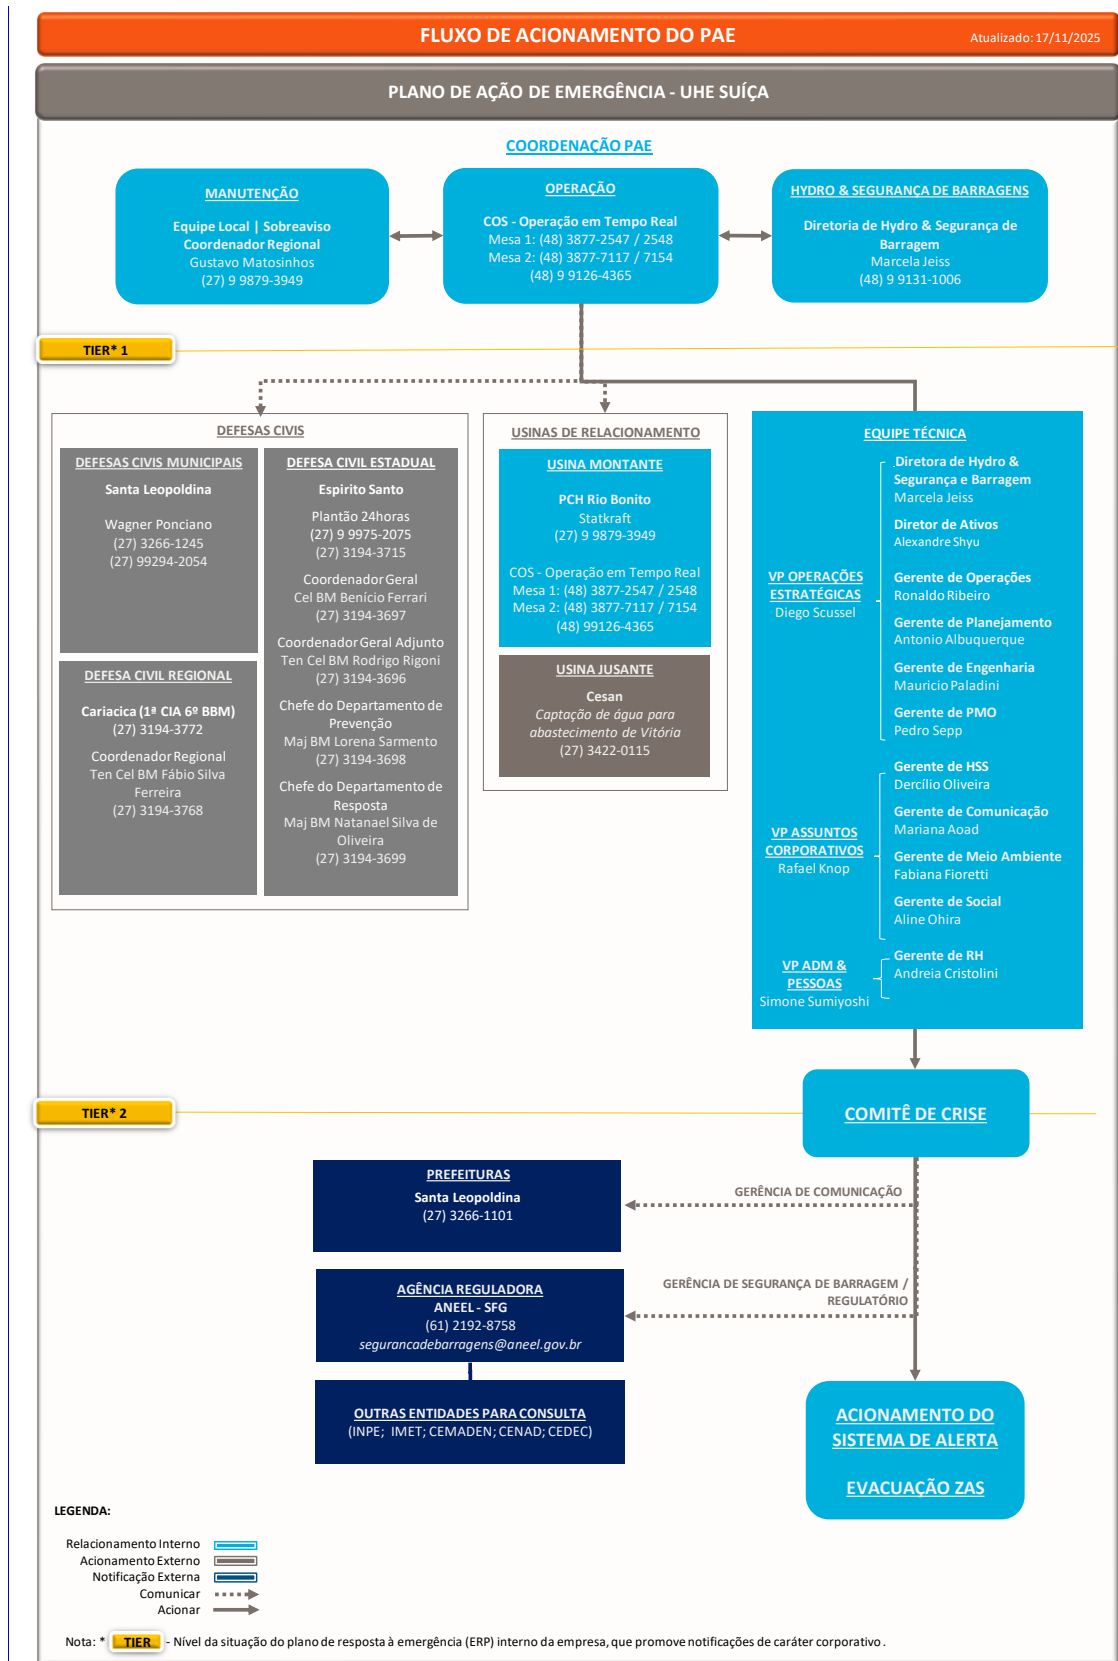 FLUXO DE ACIONAMENTO DO PAE
Atualizado: 17/11/2025
PLANO DE AÇÃO DE EMERGÊNCIA - UHE SUÍÇA
COORDENAÇÃO PAE
MANUTENÇÃO
Equipe Local | Sobreaviso
Coordenador Regional
Gustavo Matosinhos
(27) 9 9879-3949
OPERAÇÃO
COS - Operação em Tempo Real
Mesa 1: (48) 3877-2547 / 2548
Mesa 2: (48) 3877-7117 / 7154
(48) 9 9126-4365
HYDRO & SEGURANÇA DE BARRAGENS
Diretoria de Hydro & Segurança de
Barragem
Marcela Jeiss
(48) 9 9131-1006
TIER* 1
DEFESAS CIVIS
DEFESAS CIVIS MUNICIPAIS
Santa Leopoldina
Wagner Ponciano
(27) 3266-1245
(27) 99294-2054
DEFESA CIVIL REGIONAL
Cariacica (1ª CIA 6º BBM)
(27) 3194-3772
Coordenador Regional
Ten Cel BM Fábio Silva
Ferreira
(27) 3194-3768
DEFESA CIVIL ESTADUAL
Espirito Santo
Plantão 24horas
(27) 9 9975-2075
(27) 3194-3715
Coordenador Geral
Cel BM Benício Ferrari
(27) 3194-3697
Coordenador Geral Adjunto
Ten Cel BM Rodrigo Rigoni
(27) 3194-3696
Chefe do Departamento de
Prevenção
Maj BM Lorena Sarmento
(27) 3194-3698
Chefe do Departamento de
Resposta
Maj BM Natanael Silva de
Oliveira
(27) 3194-3699
USINAS DE RELACIONAMENTO
USINA MONTANTE
PCH Rio Bonito
Statkraft
(27) 9 9879-3949
COS - Operação em Tempo Real
Mesa 1: (48) 3877-2547 / 2548
Mesa 2: (48) 3877-7117 / 7154
(48) 99126-4365
USINA JUSANTE
Cesan
Captação de água para
abastecimento de Vitória
(27) 3422-0115
EQUIPE TÉCNICA
VP OPERAÇÕES
ESTRATÉGICAS
Diego Scussel
Diretora de Hydro &
Segurança e Barragem
Marcela Jeiss
Diretor de Ativos
Alexandre Shyu
Gerente de Operações
Ronaldo Ribeiro
Gerente de Planejamento
Antonio Albuquerque
Gerente de Engenharia
Mauricio Paladini
Gerente de PMO
Pedro Sepp
VP ASSUNTOS
CORPORATIVOS
Rafael Knop
Gerente de HSS
Dercílio Oliveira
Gerente de Comunicação
Mariana Aoad
Gerente de Meio Ambiente
Fabiana Fioretti
Gerente de Social
Aline Ohira
VP ADM &
PESSOAS
Simone Sumiyoshi
Gerente de RH
Andreia Cristolini
TIER* 2
COMITÊ DE CRISE
PREFEITURAS
Santa Leopoldina
(27) 3266-1101
GERÊNCIA DE COMUNICAÇÃO
AGÊNCIA REGULADORA
ANEEL - SFG
(61) 2192-8758
segurancadebarragens@aneel.gov.br
GERÊNCIA DE SEGURANÇA DE BARRAGEM /
REGULATÓRIO
OUTRAS ENTIDADES PARA CONSULTA
(INPE; IMET; CEMADEN; CENAD; CEDEC)
ACIONAMENTO DO
SISTEMA DE ALERTA
EVACUAÇÃO ZAS
LEGENDA:
Relacionamento Interno
Acionamento Externo
Notificação Externa
Comunicar
Acionar
Nota: * TIER - Nível da situação do plano de resposta à emergência (ERP) interno da empresa, que promove notificações de caráter corporativo.